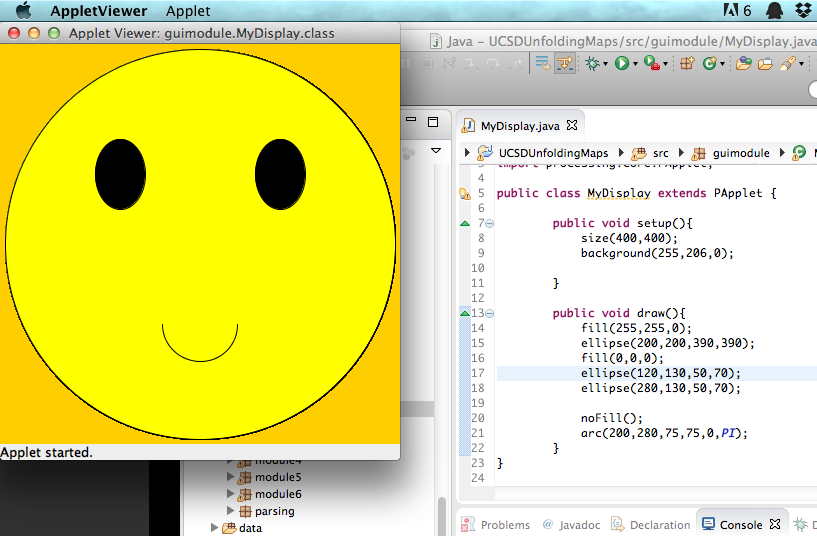 AppletViewer Applet 6
Applet Viewer: guimodule.MyDisplay.class
Java – UCSDUnfoldingMaps/src/guimodule/MyDisplay.java
MyDisplay.java
UCSDUnfoldingMaps src guimodule
4
5 public class MyDisplay extends PApplet {
6
7 public void setup(){
8 size(400,400);
9 background(255,206,0);
10
11 }
12
13 public void draw(){
14 fill(255,255,0);
15 ellipse(200,200,390,390);
16 fill(0,0,0);
17 ellipse(120,130,50,70);
18 ellipse(280,130,50,70);
19
20 noFill();
21 arc(200,280,75,75,0,PI);
22 }
23 }
24
Applet started.
module4
module5
module6
parsing
data
Problems @ Javadoc Declaration Console